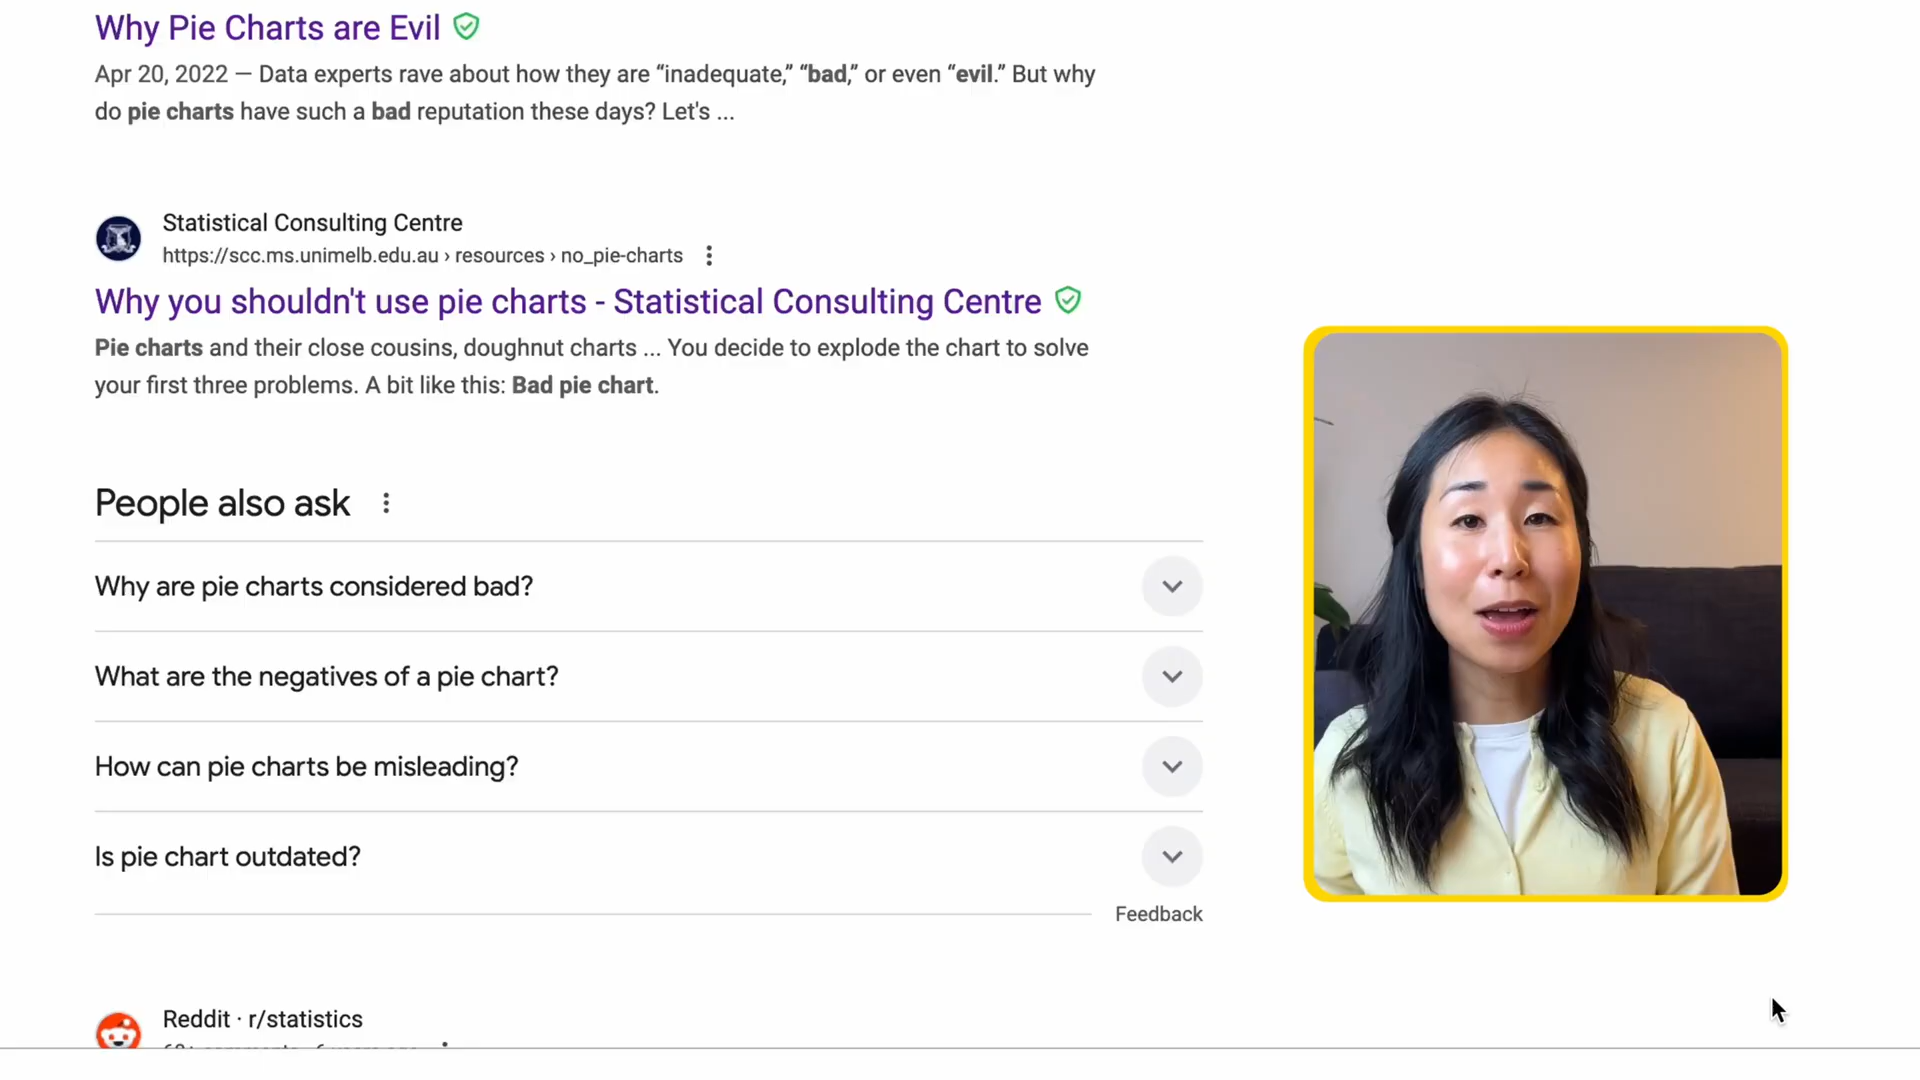 Why Pie Charts are Evil
Apr 20, 2022 — Data experts rave about how they are “inadequate,” “bad,” or even “evil.” But why
do pie charts have such a bad reputation these days? Let's ...
Statistical Consulting Centre
https://scc.ms.unimelb.edu.au › resources › no_pie-charts
Why you shouldn't use pie charts - Statistical Consulting Centre
Pie charts and their close cousins, doughnut charts ... You decide to explode the chart to solve
your first three problems. A bit like this: Bad pie chart.
People also ask
Why are pie charts considered bad?
What are the negatives of a pie chart?
How can pie charts be misleading?
Is pie chart outdated?
Feedback
Reddit · r/statistics